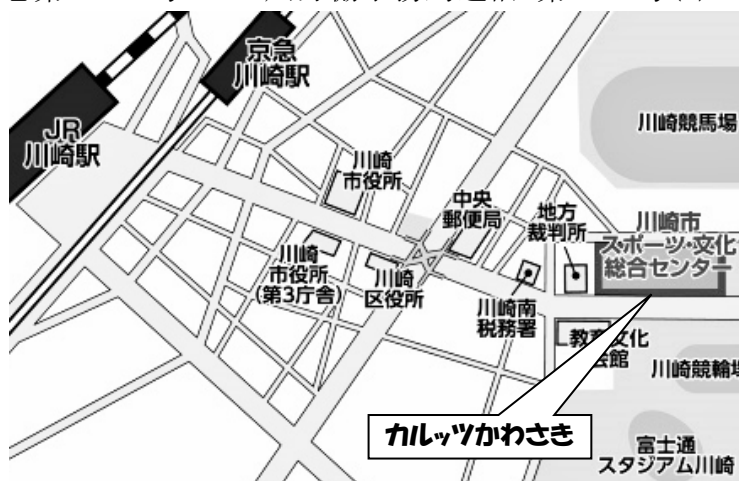 京急
川崎駅
JR
川崎駅
川崎競馬場
川崎
市役所
中央
郵便局
地方
裁判所
川崎市
スポーツ・文化
総合センター
川崎
市役所
(第3庁舎)
川崎
区役所
川崎南
税務署
教育文化
会館
川崎競輪場
カルッツかわさき
富士通
スタジアム川崎